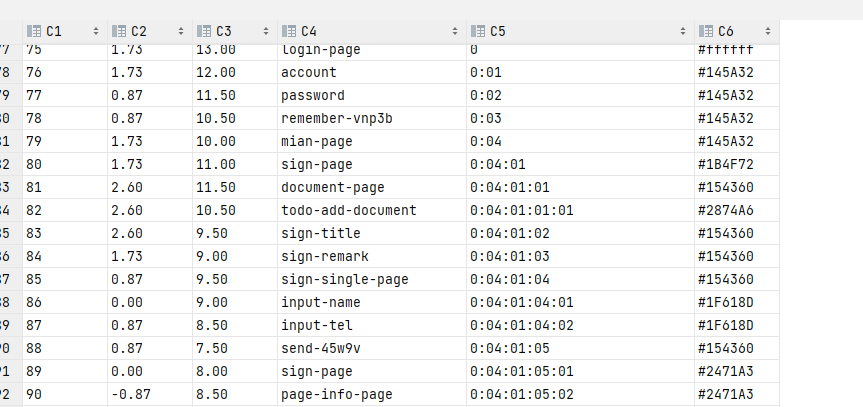 C1 C2 C3 C4 C5 C6
77 75 1.73 13.00 login-page 0 #ffffff
78 76 1.73 12.00 account 0:01 #145A32
79 77 0.87 11.50 password 0:02 #145A32
80 78 0.87 10.50 remember-vnp3b 0:03 #145A32
81 79 1.73 10.00 mian-page 0:04 #145A32
82 80 1.73 11.00 sign-page 0:04:01 #1B4F72
83 81 2.60 11.50 document-page 0:04:01:01 #154360
84 82 2.60 10.50 todo-add-document 0:04:01:01:01 #2874A6
85 83 2.60 9.50 sign-title 0:04:01:02 #154360
86 84 1.73 9.00 sign-remark 0:04:01:03 #154360
87 85 0.87 9.50 sign-single-page 0:04:01:04 #154360
88 86 0.00 9.00 input-name 0:04:01:04:01 #1F618D
89 87 0.87 8.50 input-tel 0:04:01:04:02 #1F618D
90 88 0.87 7.50 send-45w9v 0:04:01:05 #154360
91 89 0.00 8.00 sign-page 0:04:01:05:01 #2471A3
92 90 -0.87 8.50 page-info-page 0:04:01:05:02 #2471A3